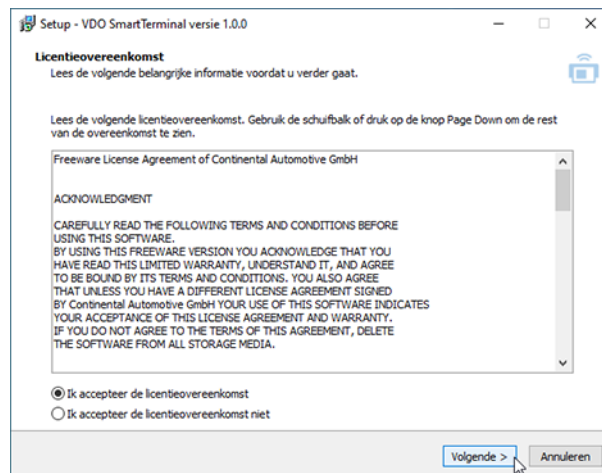 Setup - VDO SmartTerminal versie 1.0.0
Licentieovereenkomst
Lees de volgende belangrijke informatie voordat u verder gaat.
Lees de volgende licentieovereenkomst. Gebruik de schuifbalk of druk op de knop Page Down om de rest
van de overeenkomst te zien.
Freeware License Agreement of Continental Automotive GmbH
ACKNOWLEDGMENT
CAREFULLY READ THE FOLLOWING TERMS AND CONDITIONS BEFORE
USING THIS SOFTWARE.
BY USING THIS FREEWARE VERSION YOU ACKNOWLEDGE THAT YOU
HAVE READ THIS LIMITED WARRANTY, UNDERSTAND IT, AND AGREE
TO BE BOUND BY ITS TERMS AND CONDITIONS. YOU ALSO AGREE
THAT UNLESS YOU HAVE A DIFFERENT LICENSE AGREEMENT SIGNED
BY Continental Automotive GmbH YOUR USE OF THIS SOFTWARE INDICATES
YOUR ACCEPTANCE OF THIS LICENSE AGREEMENT AND WARRANTY.
IF YOU DO NOT AGREE TO THE TERMS OF THIS AGREEMENT, DELETE
THE SOFTWARE FROM ALL STORAGE MEDIA.
Ik accepteer de licentieovereenkomst
Ik accepteer de licentieovereenkomst niet
Volgende > Annuleren